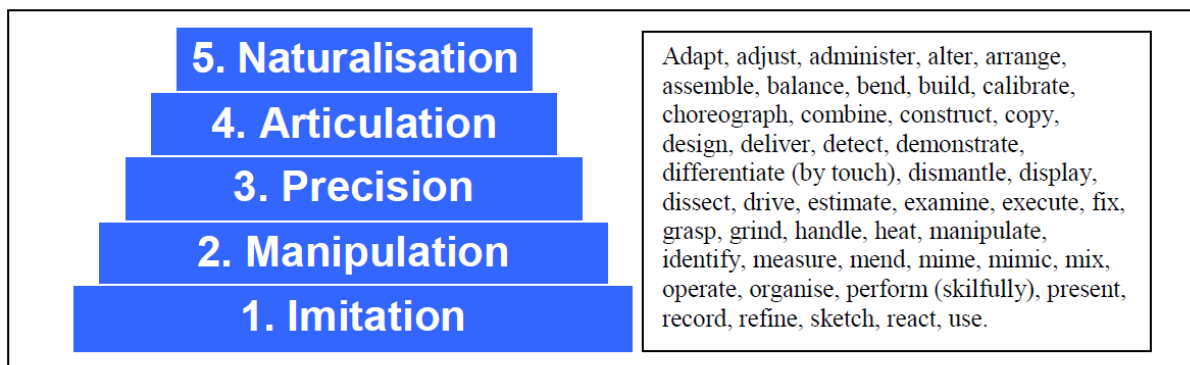 5. Naturalisation
4. Articulation
3. Precision
2. Manipulation
1. Imitation
Adapt, adjust, administer, alter, arrange,
assemble, balance, bend, build, calibrate,
choreograph, combine, construct, copy,
design, deliver, detect, demonstrate,
differentiate (by touch), dismantle, display,
dissect, drive, estimate, examine, execute, fix,
grasp, grind, handle, heat, manipulate,
identify, measure, mend, mime, mimic, mix,
operate, organise, perform (skilfully), present,
record, refine, sketch, react, use.